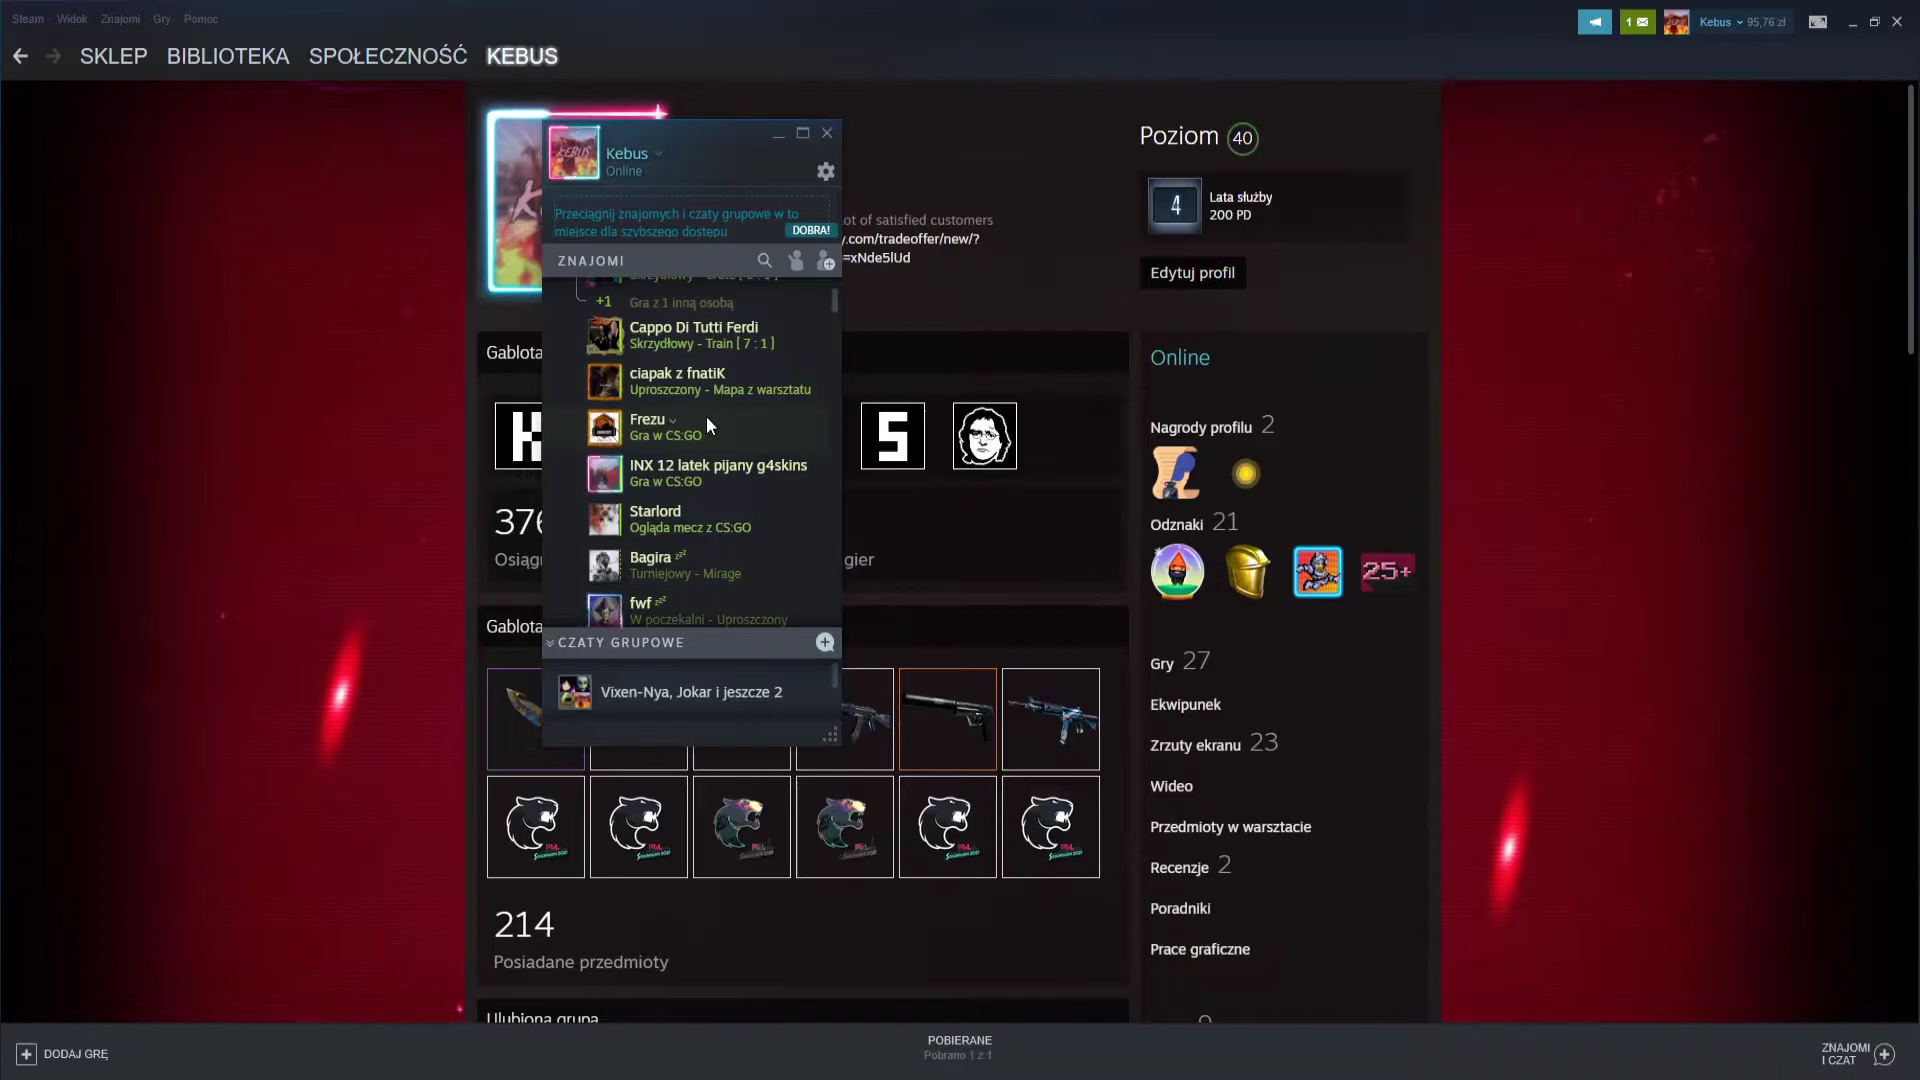 Steam Widok Znajomi Gry Pomoc
1 Kebus 95,76 zł
SKLEP BIBLIOTEKA SPOŁECZNOŚĆ KEBUS
Kebus
Online
Przeciągnij znajomych i czaty grupowe w to
miejsce dla szybszego dostępu
DOBRA!
ZNAJOMI
+1 Gra z 1 inną osobą
Cappo Di Tutti Ferdi
Skrzydłowy - Train [ 7 : 1 ]
ciapak z fnatiK
Uproszczony - Mapa z warsztatu
Frezu
Gra w CS:GO
INX 12 latek pijany g4skins
Gra w CS:GO
Starlord
Ogląda mecz z CS:GO
Bagira zzz
Turniejowy - Mirage
fwf zzz
W poczekalni - Uproszczony
CZATY GRUPOWE
Vixen-Nya, Jokar i jeszcze 2
ot of satisfied customers
y.com/tradeoffer/new/?
=xNde5lUd
Gablota
K S
376
Osiąg
gier
Gablota
214
Posiadane przedmioty
Ulubiona grupa
Poziom 40
4
Lata służby
200 PD
Edytuj profil
Online
Nagrody profilu 2
Odznaki 21
25+
Gry 27
Ekwipunek
Zrzuty ekranu 23
Wideo
Przedmioty w warsztacie
Recenzje 2
Poradniki
Prace graficzne
DODAJ GRĘ
POBIERANE
Pobrano 1 z 1
ZNAJOMI
I CZAT